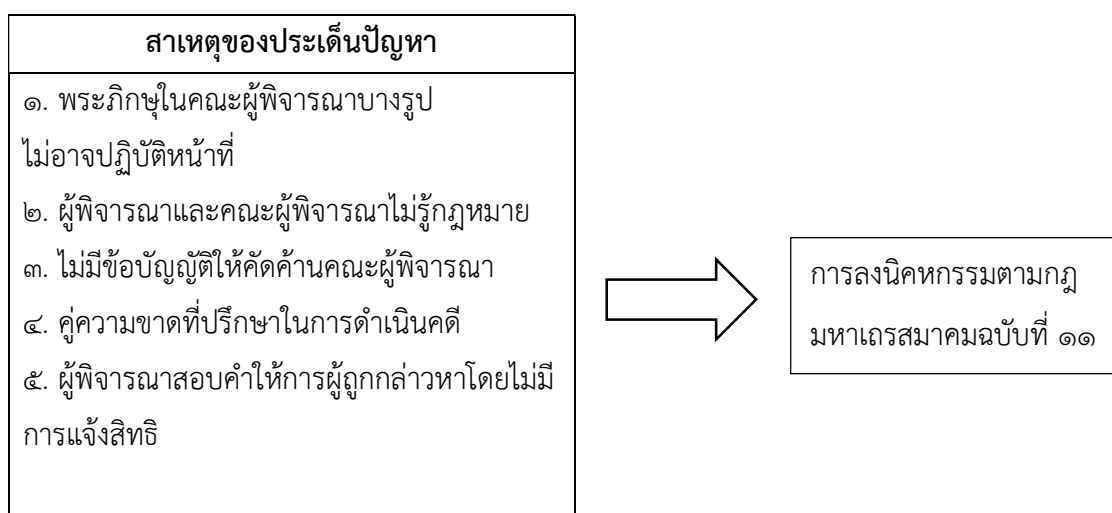 สาเหตุของประเด็นปัญหา
๑. พระภิกษุในคณะผู้พิจารณาบางรูป
ไม่อาจปฏิบัติหน้าที่
๒. ผู้พิจารณาและคณะผู้พิจารณาไม่รู้กฎหมาย
๓. ไม่มีข้อบัญญัติให้คัดค้านคณะผู้พิจารณา
๔. คู่ความขาดที่ปรึกษาในการดำเนินคดี
๕. ผู้พิจารณาสอบคำให้การผู้ถูกกล่าวหาโดยไม่มี
การแจ้งสิทธิ
การลงนิคหกรรมตามกฎ
มหาเถรสมาคมฉบับที่ ๑๑